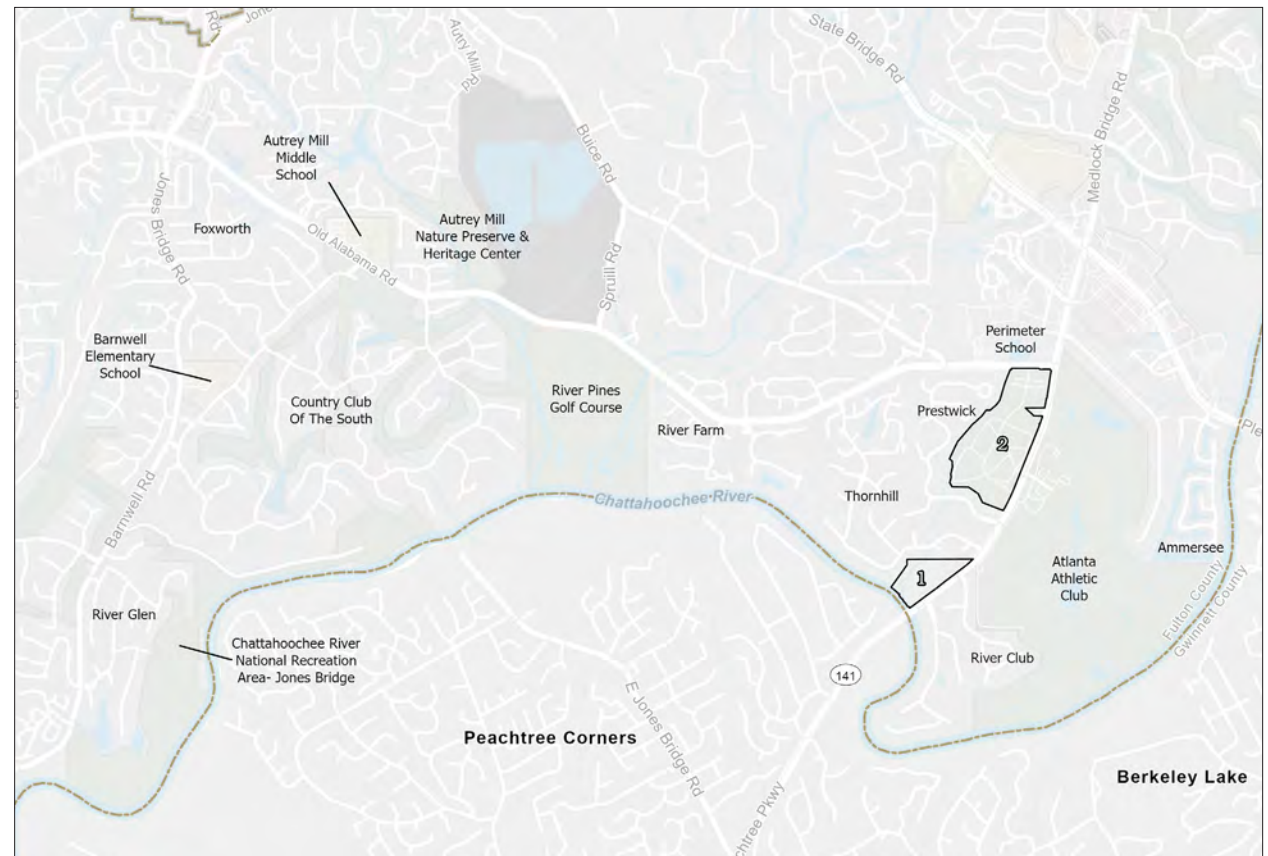 Rd
Jone
Autry Mill Rd
State Bridge Rd
Medlock Bridge Rd
Buice Rd
Autrey Mill
Middle
School
Jones Bridge Rd
Foxworth
Old Alabama Rd
Autrey Mill
Nature Preserve &
Heritage Center
Spruill Rd
Perimeter
School
Barnwell
Elementary
School
Country Club
Of The South
River Pines
Golf Course
River Farm
Prestwick
2
Ple
Barnwell Rd
Chattahoochee River
Thornhill
Ammersee
1
Atlanta
Athletic
Club
Fulton County
Gwinnett County
River Glen
Chattahoochee River
National Recreation
Area- Jones Bridge
River Club
141
E Jones Bridge Rd
Peachtree Corners
Berkeley Lake
chtree Pkwy